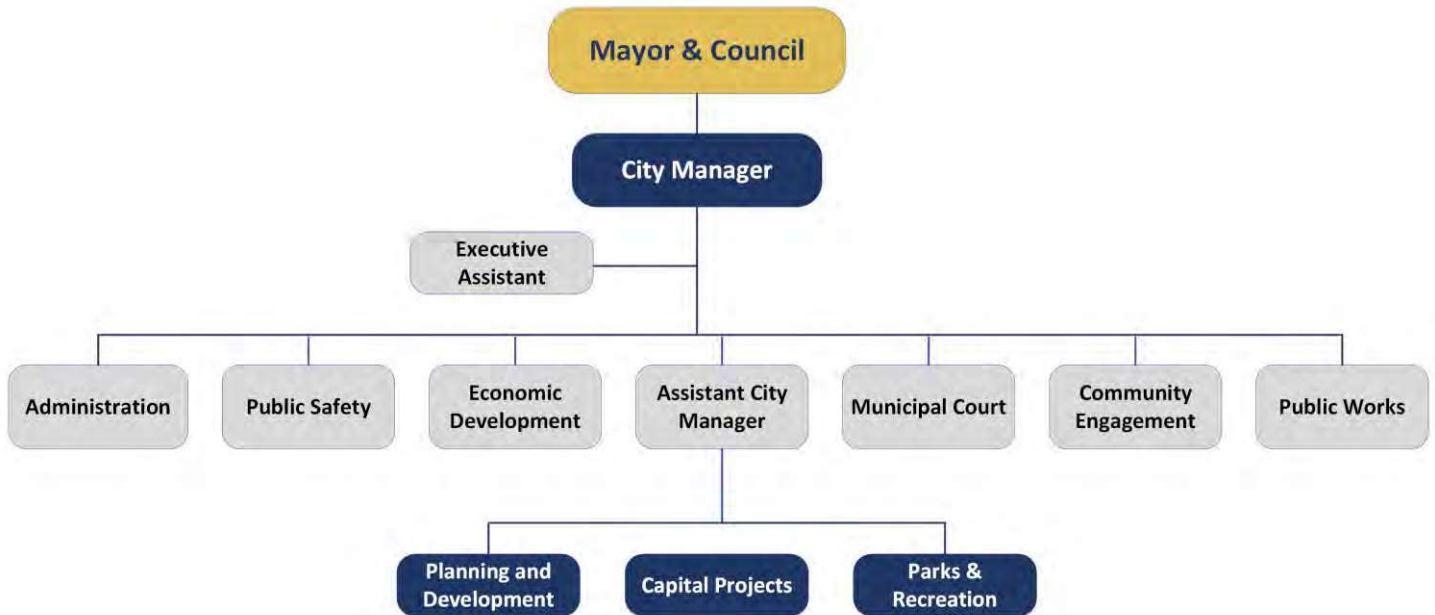 Mayor & Council
City Manager
Executive
Assistant
Administration
Public Safety
Economic
Development
Assistant City
Manager
Municipal Court
Community
Engagement
Public Works
Planning and
Development
Capital Projects
Parks &
Recreation